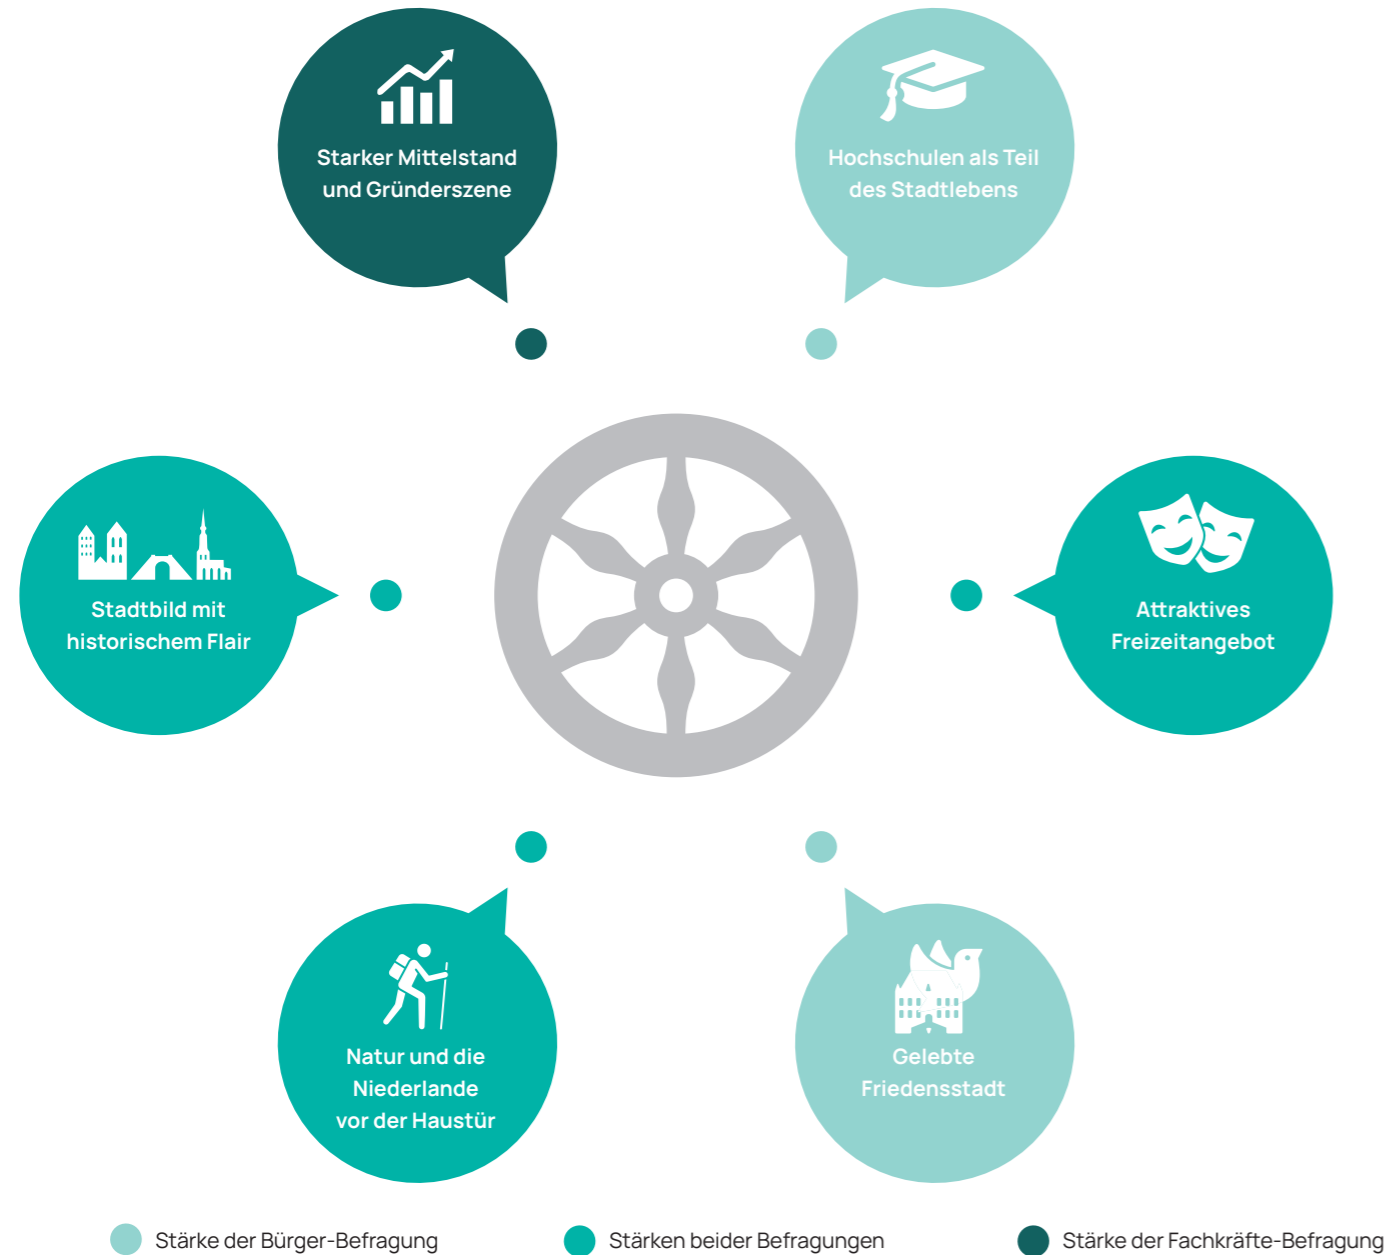 Starker Mittelstand
und Gründerszene
Hochschulen als Teil
des Stadtlebens
Stadtbild mit
historischem Flair
Attraktives
Freizeitangebot
Natur und die
Niederlande
vor der Haustür
Gelebte
Friedensstadt
Stärke der Bürger-Befragung
Stärken beider Befragungen
Stärke der Fachkräfte-Befragung